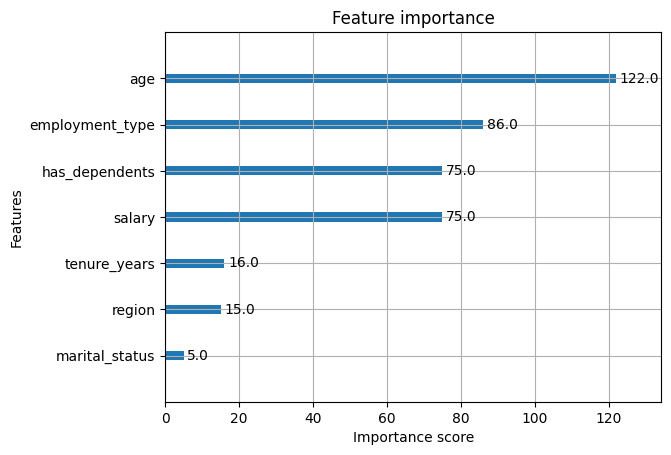 Feature importance
Features
age 122.0
employment_type 86.0
has_dependents 75.0
salary 75.0
tenure_years 16.0
region 15.0
marital_status 5.0
0 20 40 60 80 100 120
Importance score